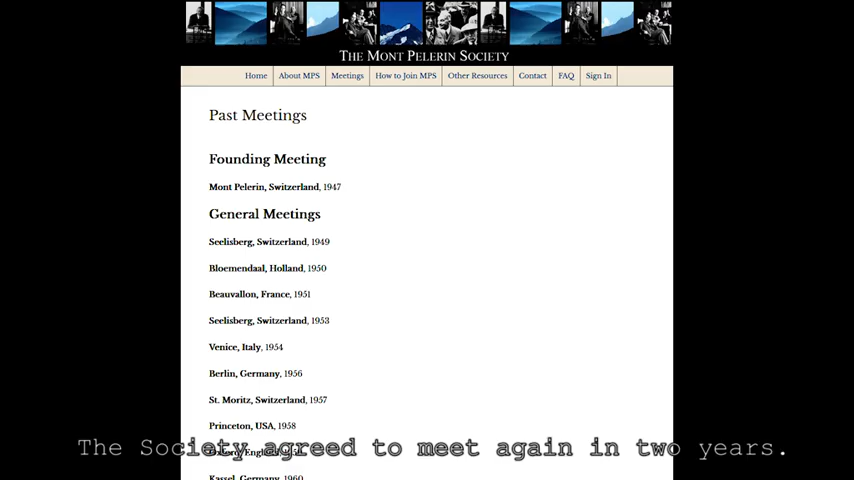 THE MONT PELERIN SOCIETY
Home
About MPS
Meetings
How to Join MPS
Other Resources
Contact
FAQ
Sign In
Past Meetings
Founding Meeting
Mont Pelerin, Switzerland, 1947
General Meetings
Seelisberg, Switzerland, 1949
Bloemendaal, Holland, 1950
Beauvallon, France, 1951
Seelisberg, Switzerland, 1953
Venice, Italy, 1954
Berlin, Germany, 1956
St. Moritz, Switzerland, 1957
Princeton, USA, 1958
The Society agreed to meet again in two years.
Kassel, Germany, 1960